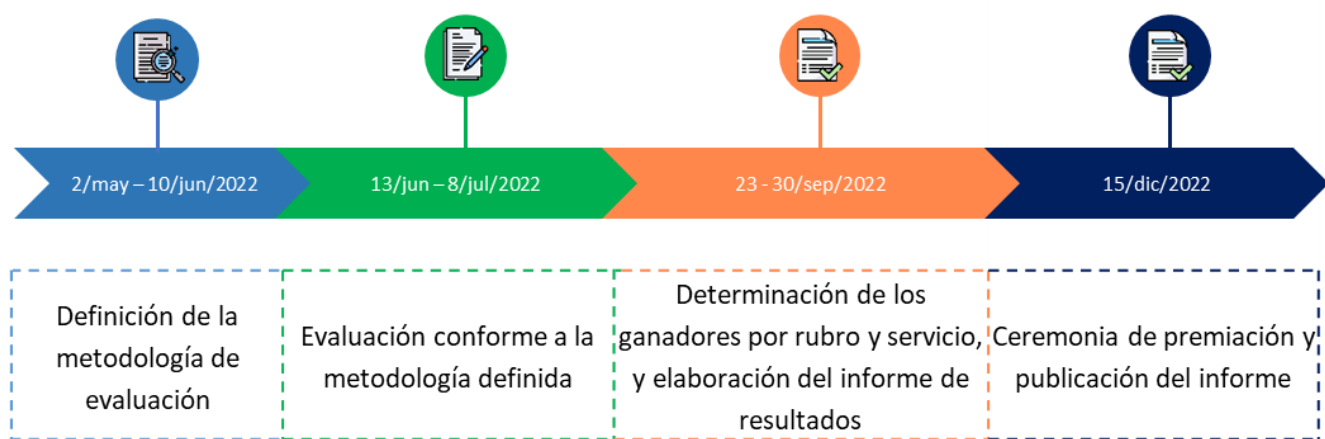 2/may – 10/jun/2022
13/jun – 8/jul/2022
23 - 30/sep/2022
15/dic/2022
Definición de la
metodología de
evaluación
Evaluación conforme a la
metodología definida
Determinación de los
ganadores por rubro y servicio,
y elaboración del informe de
resultados
Ceremonia de premiación y
publicación del informe